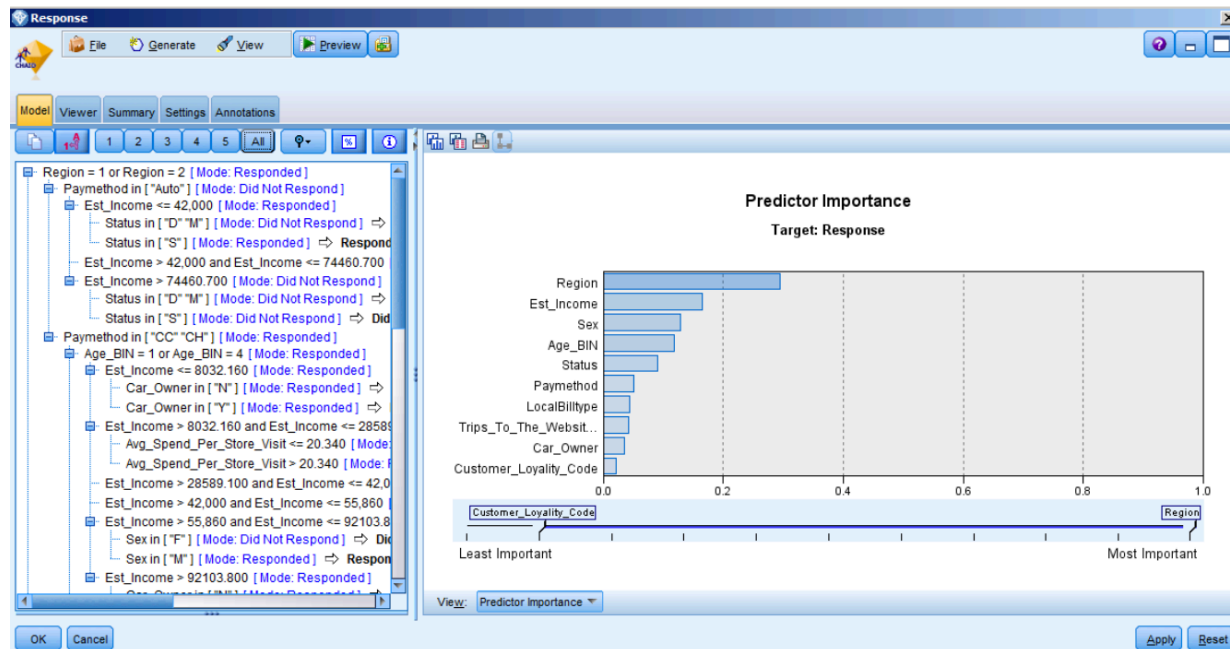 Response
File Generate View Preview
CHAID
Model Viewer Summary Settings Annotations
1 2 3 4 5 All %
Region = 1 or Region = 2 [ Mode: Responded ]
Paymethod in [ "Auto" ] [ Mode: Did Not Respond ]
Est_Income <= 42,000 [ Mode: Responded ]
Status in [ "D" "M" ] [ Mode: Did Not Respond ] ⇨
Status in [ "S" ] [ Mode: Responded ] ⇨ Respond
Est_Income > 42,000 and Est_Income <= 74460.700 [
Est_Income > 74460.700 [ Mode: Did Not Respond ]
Status in [ "D" "M" ] [ Mode: Did Not Respond ] ⇨
Status in [ "S" ] [ Mode: Did Not Respond ] ⇨ Did
Paymethod in [ "CC" "CH" ] [ Mode: Responded ]
Age_BIN = 1 or Age_BIN = 4 [ Mode: Responded ]
Est_Income <= 8032.160 [ Mode: Responded ]
Car_Owner in [ "N" ] [ Mode: Responded ] ⇨
Car_Owner in [ "Y" ] [ Mode: Responded ] ⇨
Est_Income > 8032.160 and Est_Income <= 28589
Avg_Spend_Per_Store_Visit <= 20.340 [ Mode:
Avg_Spend_Per_Store_Visit > 20.340 [ Mode: F
Est_Income > 28589.100 and Est_Income <= 42,0
Est_Income > 42,000 and Est_Income <= 55,860 [
Est_Income > 55,860 and Est_Income <= 92103.8
Sex in [ "F" ] [ Mode: Did Not Respond ] ⇨ Did
Sex in [ "M" ] [ Mode: Responded ] ⇨ Respon
Est_Income > 92103.800 [ Mode: Responded ]
Predictor Importance
Target: Response
Region
Est_Income
Sex
Age_BIN
Status
Paymethod
LocalBilltype
Trips_To_The_Websit...
Car_Owner
Customer_Loyality_Code
0.0 0.2 0.4 0.6 0.8 1.0
Customer_Loyality_Code Region
Least Important Most Important
View: Predictor Importance
OK Cancel Apply Reset